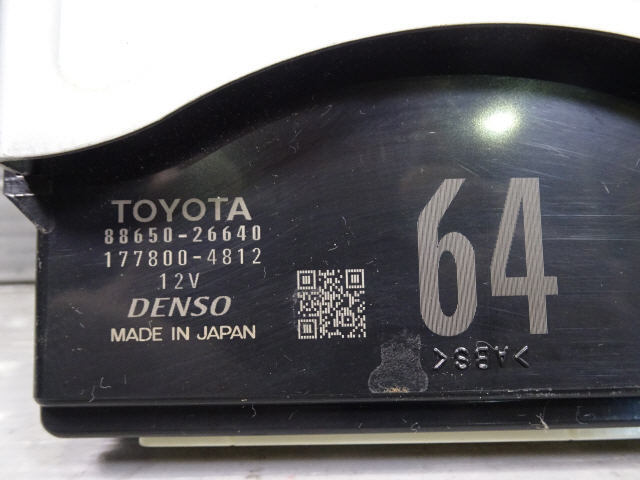 TOYOTA
88650-26640
177800-4812
12V
DENSO
MADE IN JAPAN
64
>ABS<